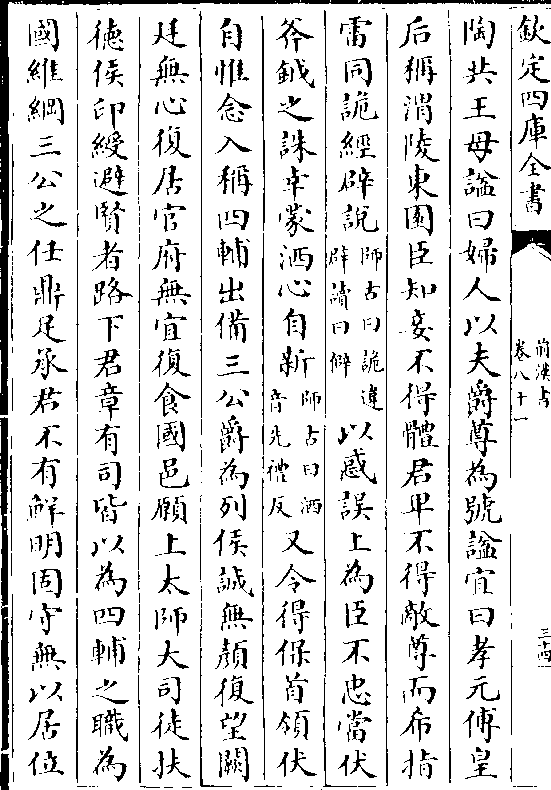 欽定四庫全書
前漢書
卷八十一
三十四
陶共王母諡曰婦人以夫爵尊為號諡宜曰孝元傅皇
后稱渭陵東園臣知妾不得體君卑不得敵尊而希指
雷同詭經辟說師古曰詭違辟讀曰僻以惑誤上為臣不忠當伏
斧鉞之誅幸蒙洒心自新師古曰洒音先禮反又令得保首領伏
自惟念入稱四輔出備三公爵為列侯誠無顏復望闕
廷無心復居官府無宜復食國邑願上太師大司徒扶
徳侯印綬避賢者路下君章有司皆以為四輔之職為
國維綱三公之任鼎足承君不有鮮明固守無以居位